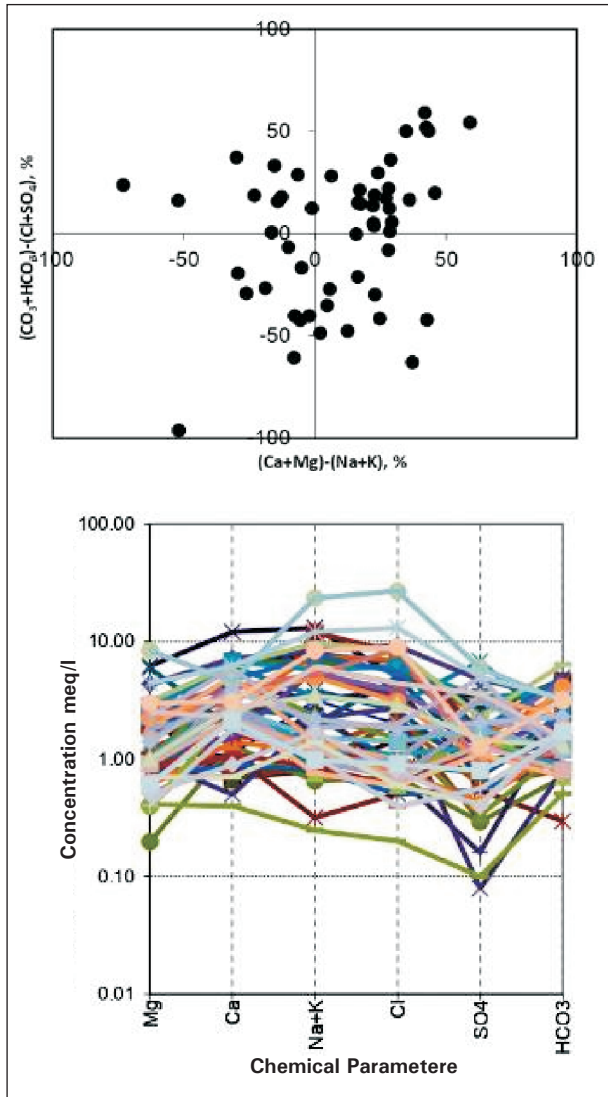 100
50
-100
-50
0
50
100
-50
-100
(CO₃+HCO₃)-(Cl+SO₄), %
(Ca+Mg)-(Na+K), %
100.00
10.00
1.00
0.10
0.01
Concentration meq/l
Mg
Ca
Na+K
Cl
SO4
HCO3
Chemical Parametere